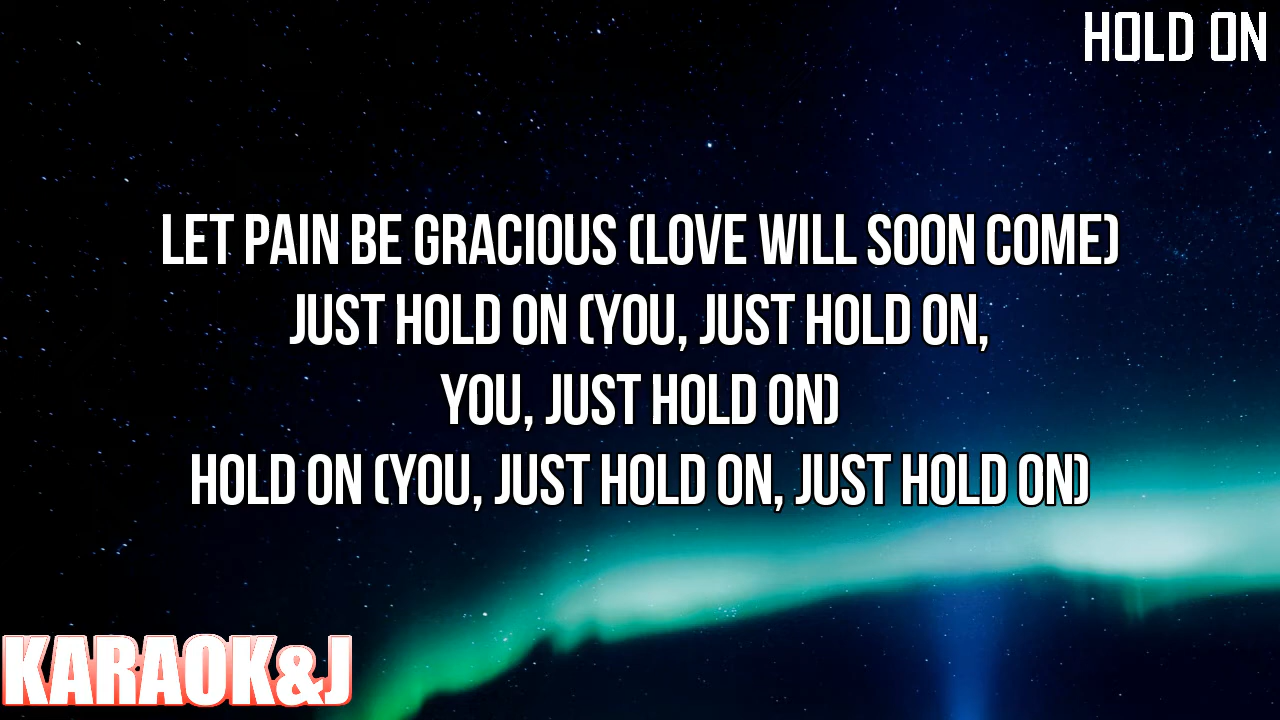 HOLD ON
LET PAIN BE GRACIOUS (LOVE WILL SOON COME)
JUST HOLD ON (YOU, JUST HOLD ON,
YOU, JUST HOLD ON)
HOLD ON (YOU, JUST HOLD ON, JUST HOLD ON)
KARAOK&J